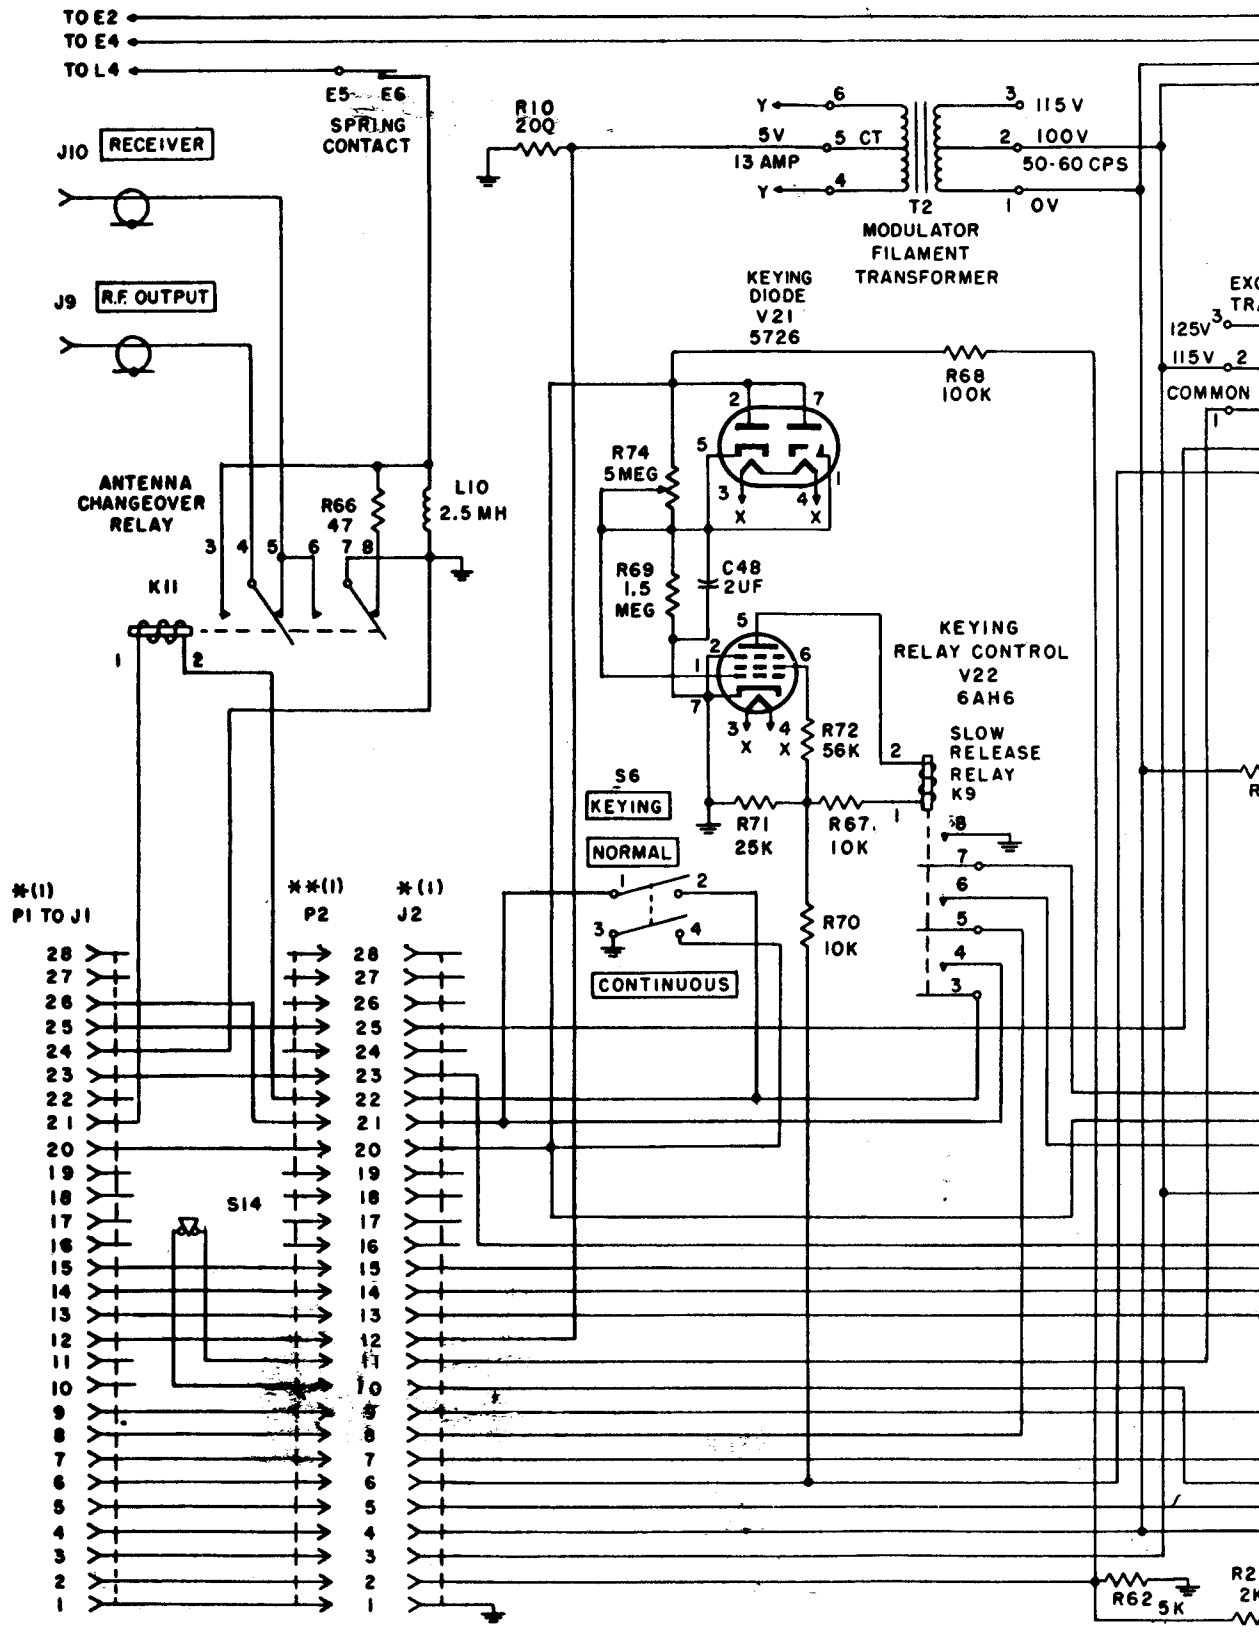 TO E2
TO E4
TO L4
E5 E6
SPRING
CONTACT
J10 RECEIVER
J9 R.F. OUTPUT
R10
20Ω
Y 6
5V 5 CT
13 AMP
Y 4
3 115V
2 100V
50-60 CPS
1 0V
T2
MODULATOR
FILAMENT
TRANSFORMER
KEYING
DIODE
V21
5726
R68
100K
125V 3
115V 2
COMMON
1
2 7
5
3 4 1
X X
R74
5 MEG
R69
1.5
MEG
C48
2UF
ANTENNA
CHANGEOVER
RELAY
R66
47
L10
2.5 MH
3 4 5 6 7 8
K11
1 2
5
2 6
1
7
3 4
X X
KEYING
RELAY CONTROL
V22
6AH6
R72
56K
SLOW
RELEASE
RELAY
K9
2
1
R71
25K
R67
10K
R70
10K
8
7
6
5
4
3
S6
KEYING
NORMAL
1 2
3 4
CONTINUOUS
*(1) **(1) *(1)
P1 TO J1 P2 J2
28 28
27 27
26 26
25 25
24 24
23 23
22 22
21 21
20 20
19 19
18 18
17 17
16 16
15 15
14 14
13 13
12 12
11 11
10 10
9 9
8 8
7 7
6 6
5 5
4 4
3 3
2 2
1 1
S14
R62
5K